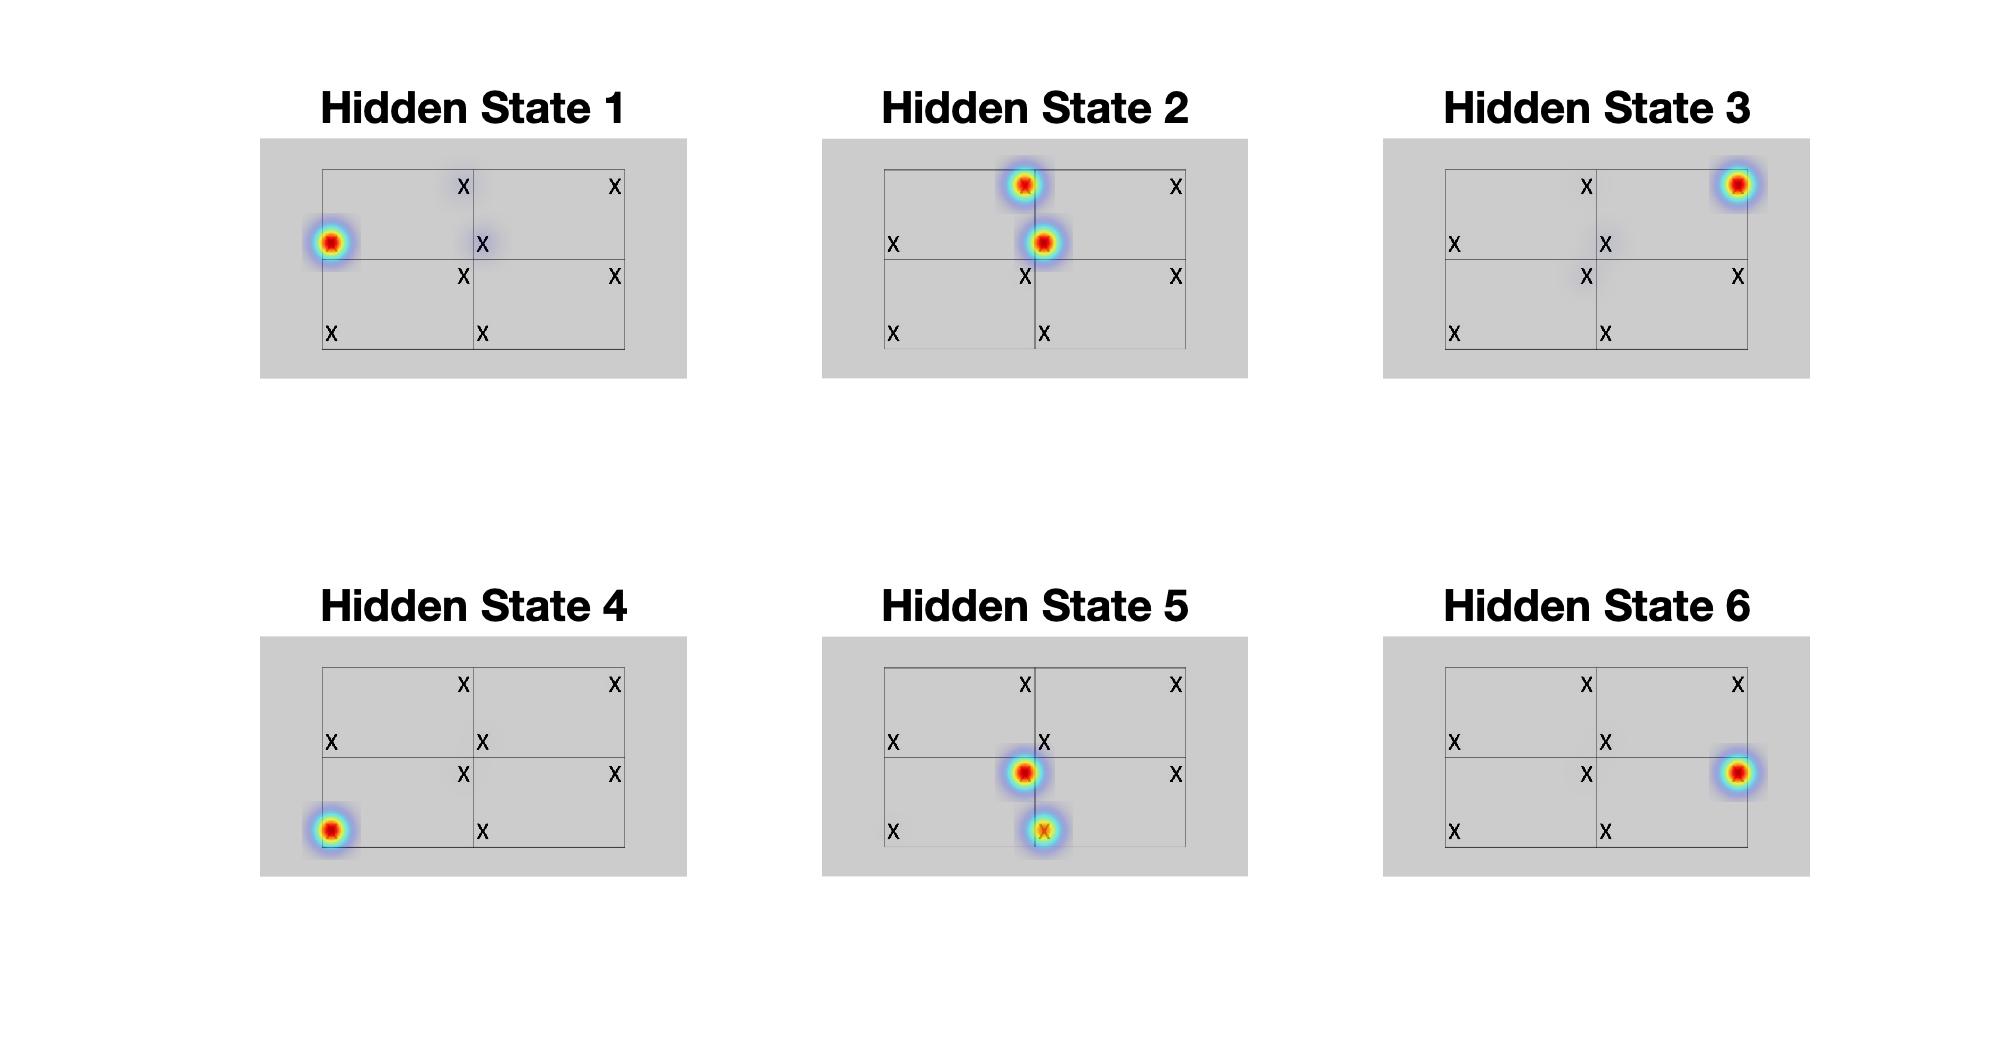 Hidden State 1
Hidden State 2
Hidden State 3
X X
X X
X X
X X
X X
X X
X X
X X
X X
X X
X X
X X
Hidden State 4
Hidden State 5
Hidden State 6
X X
X X
X X
X X
X X
X X
X X
X X
X X
X X
X X
X X